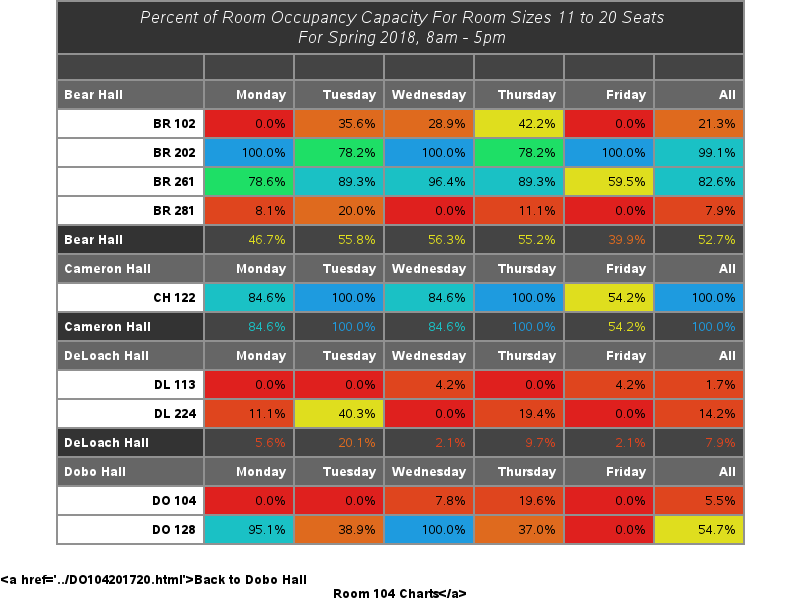 Percent of Room Occupancy Capacity For Room Sizes 11 to 20 Seats
For Spring 2018, 8am - 5pm
Bear Hall Monday Tuesday Wednesday Thursday Friday All
BR 102 0.0% 35.6% 28.9% 42.2% 0.0% 21.3%
BR 202 100.0% 78.2% 100.0% 78.2% 100.0% 99.1%
BR 261 78.6% 89.3% 96.4% 89.3% 59.5% 82.6%
BR 281 8.1% 20.0% 0.0% 11.1% 0.0% 7.9%
Bear Hall 46.7% 55.8% 56.3% 55.2% 39.9% 52.7%
Cameron Hall Monday Tuesday Wednesday Thursday Friday All
CH 122 84.6% 100.0% 84.6% 100.0% 54.2% 100.0%
Cameron Hall 84.6% 100.0% 84.6% 100.0% 54.2% 100.0%
DeLoach Hall Monday Tuesday Wednesday Thursday Friday All
DL 113 0.0% 0.0% 4.2% 0.0% 4.2% 1.7%
DL 224 11.1% 40.3% 0.0% 19.4% 0.0% 14.2%
DeLoach Hall 5.6% 20.1% 2.1% 9.7% 2.1% 7.9%
Dobo Hall Monday Tuesday Wednesday Thursday Friday All
DO 104 0.0% 0.0% 7.8% 19.6% 0.0% 5.5%
DO 128 95.1% 38.9% 100.0% 37.0% 0.0% 54.7%
<a href='../DO104201720.html'>Back to Dobo Hall
Room 104 Charts</a>